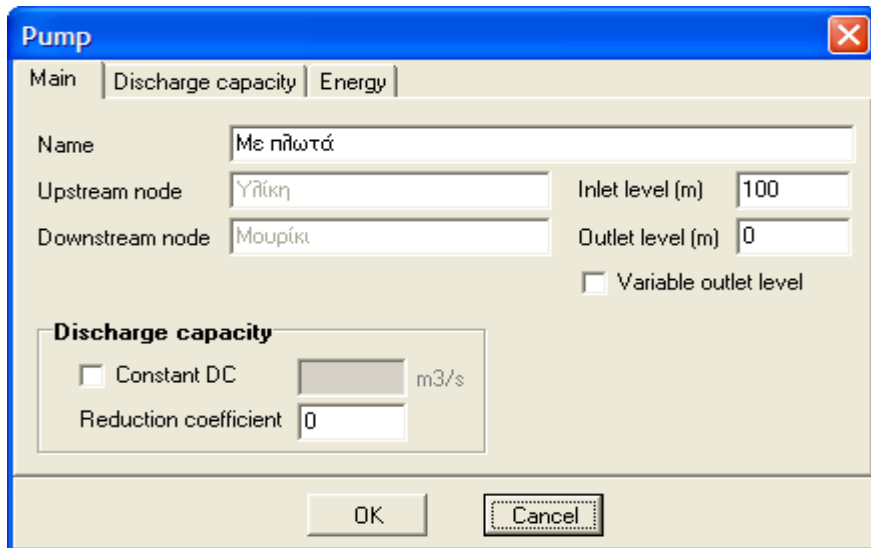 Pump
Main Discharge capacity Energy
Name Με πλωτά
Upstream node Υλίκη Inlet level (m) 100
Downstream node Μουρίκι Outlet level (m) 0
Variable outlet level
Discharge capacity
Constant DC m3/s
Reduction coefficient 0
OK Cancel